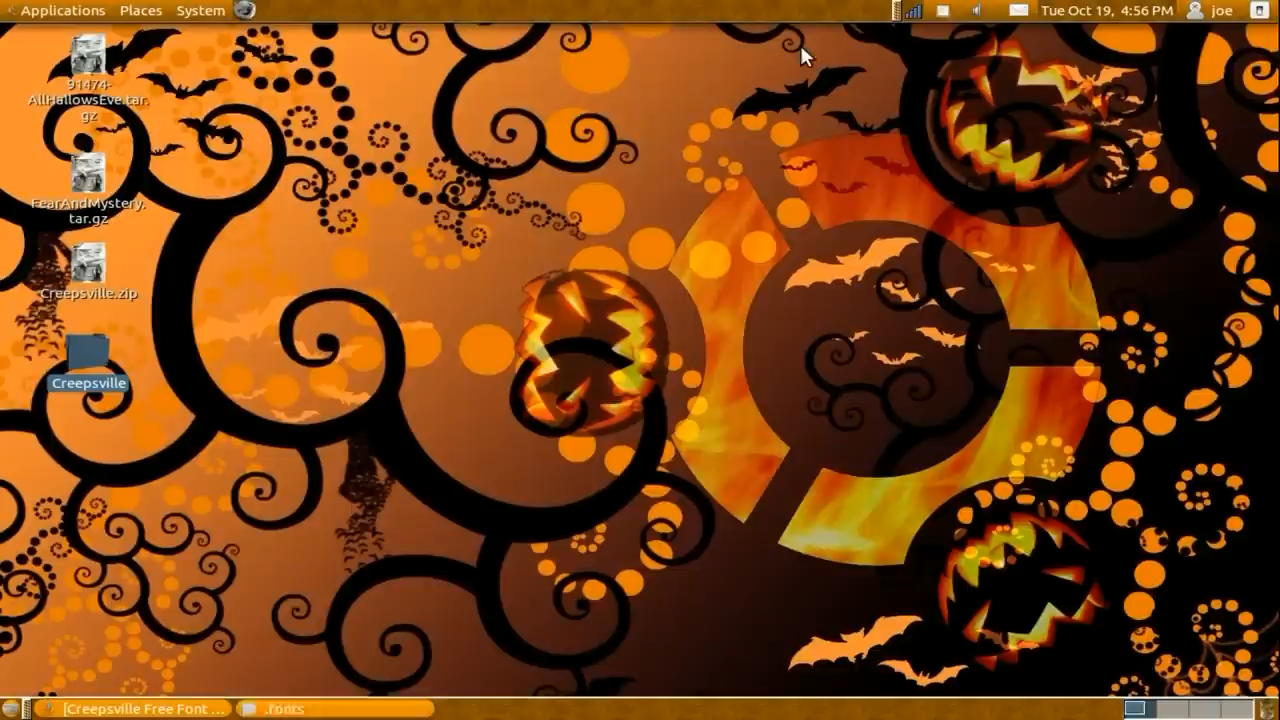 Applications Places System
Tue Oct 19, 4:56 PM joe
91474-
AllHallowsEve.tar.
gz
FearAndMystery.
tar.gz
Creepsville.zip
Creepsville
[Creepsville Free Font ...
.fonts